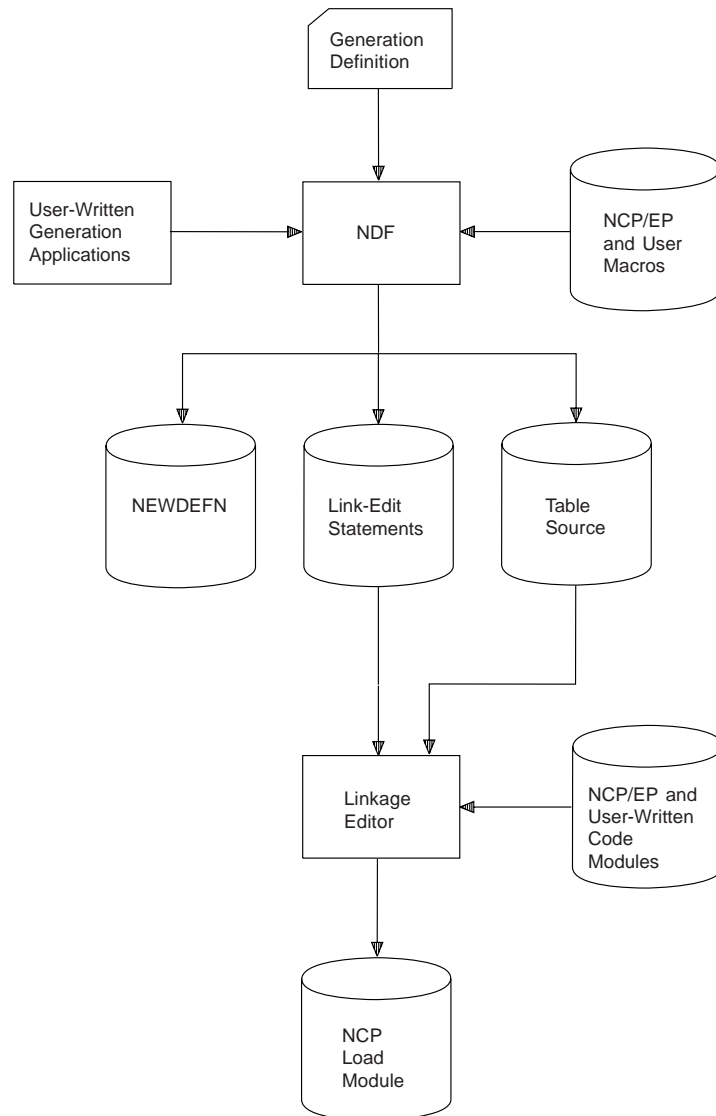 Generation
Definition
User-Written
Generation
Applications
NDF
NCP/EP
and User
Macros
NEWDEFN
Link-Edit
Statements
Table
Source
Linkage
Editor
NCP/EP and
User-Written
Code
Modules
NCP
Load
Module